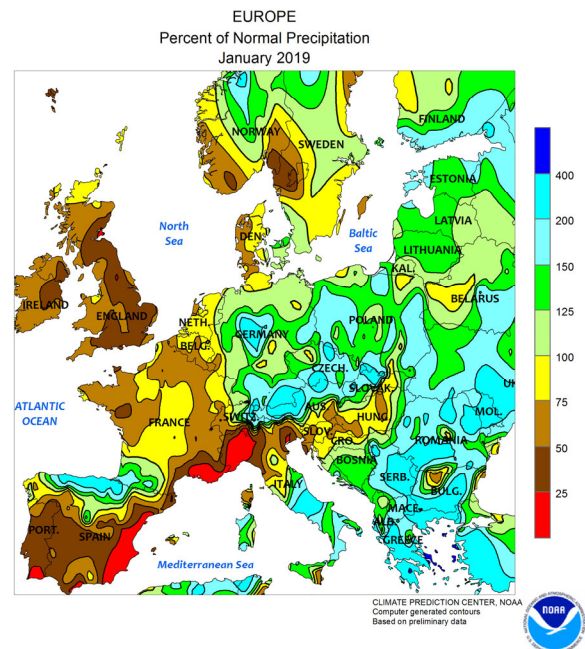 EUROPE
Percent of Normal Precipitation
January 2019
NORWAY
FINLAND
SWEDEN
ESTONIA
North
Sea
Baltic
Sea
LATVIA
DEN.
LITHUANIA
KAL.
IRELAND
ENGLAND
BELARUS
NETH.
POLAND
GERMANY
BELG.
CZECH.
SLOVAK.
UK
ATLANTIC
OCEAN
FRANCE
SWITZ.
AUS.
HUNG.
MOL.
SLOV.
CRO.
ROMANIA
BOSNIA
ITALY
SERB.
BULG.
PORT.
SPAIN
MACE.
ALB.
GREECE
Mediterranean Sea
400
200
150
125
100
75
50
25
CLIMATE PREDICTION CENTER, NOAA
Computer generated contours
Based on preliminary data
NOAA